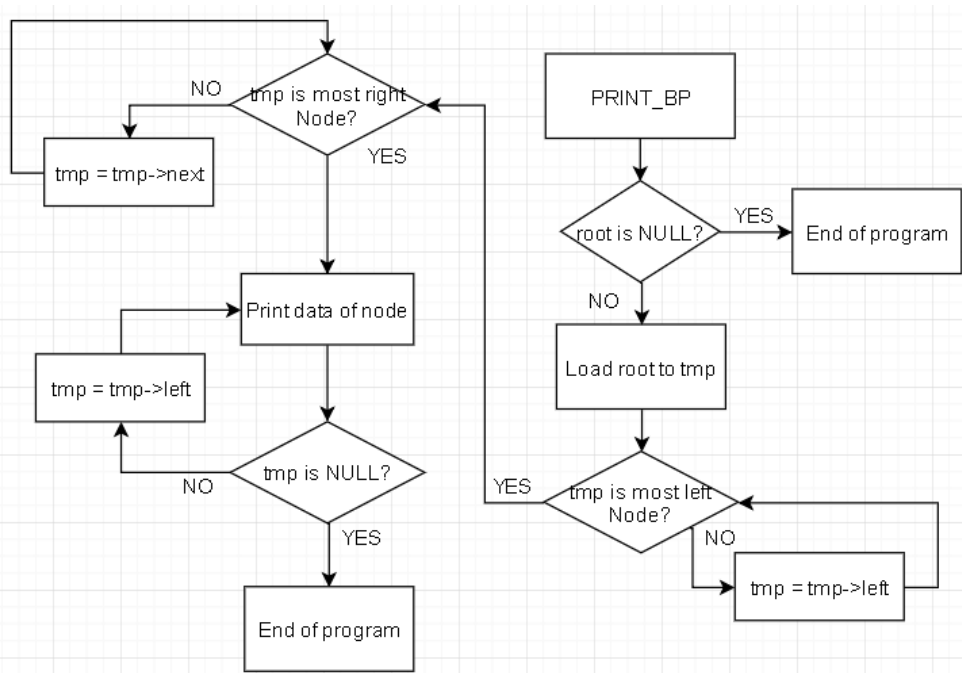 PRINT_BP
root is NULL?
YES
End of program
NO
Load root to tmp
tmp is most left
Node?
NO
tmp = tmp->left
YES
tmp is most right
Node?
NO
tmp = tmp->next
YES
Print data of node
tmp is NULL?
NO
tmp = tmp->left
YES
End of program